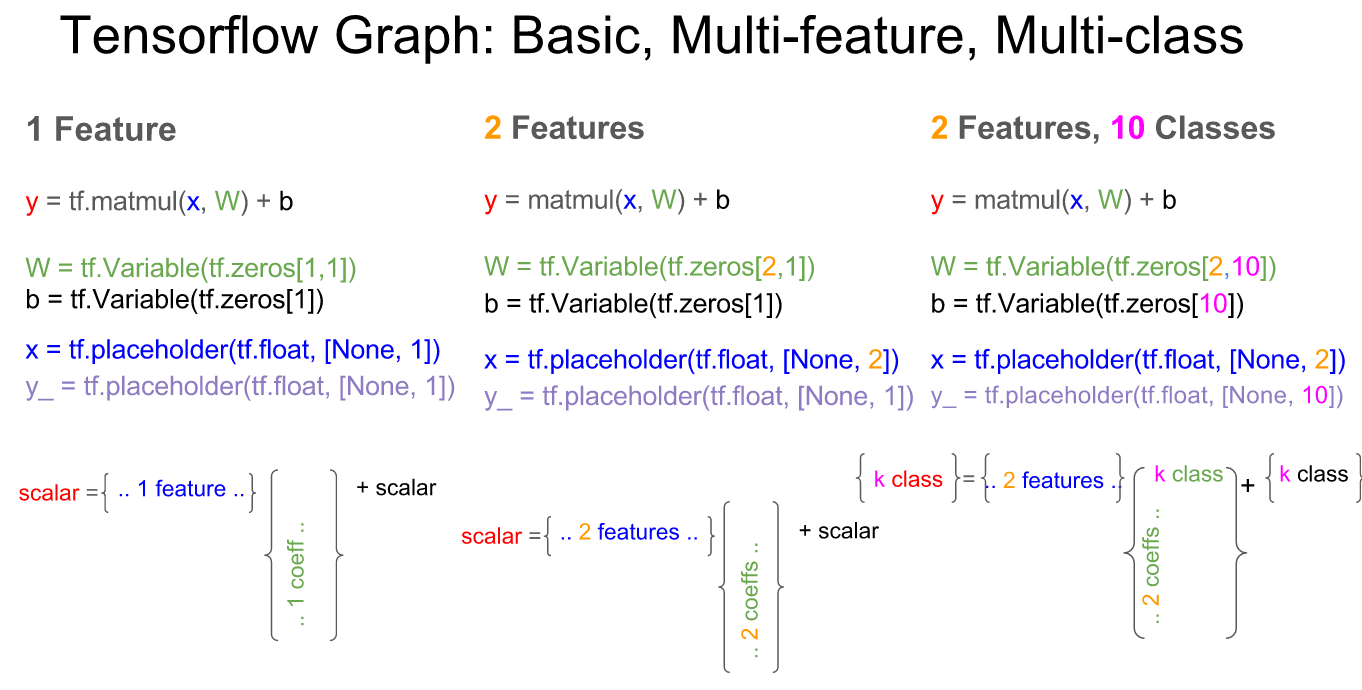 Tensorflow Graph: Basic, Multi-feature, Multi-class
1 Feature
y = tf.matmul(x, W) + b
W = tf.Variable(tf.zeros[1,1])
b = tf.Variable(tf.zeros[1])
x = tf.placeholder(tf.float, [None, 1])
y_ = tf.placeholder(tf.float, [None, 1])
scalar ={ .. 1 feature ..}
{ .. 1 coeff .. }
+ scalar
2 Features
y = matmul(x, W) + b
W = tf.Variable(tf.zeros[2,1])
b = tf.Variable(tf.zeros[1])
x = tf.placeholder(tf.float, [None, 2])
y_ = tf.placeholder(tf.float, [None, 1])
scalar ={ .. 2 features .. }
{ .. 2 coeffs .. }
+ scalar
2 Features, 10 Classes
y = matmul(x, W) + b
W = tf.Variable(tf.zeros[2,10])
b = tf.Variable(tf.zeros[10])
x = tf.placeholder(tf.float, [None, 2])
y_ = tf.placeholder(tf.float, [None, 10])
{ k class }={.. 2 features ..}
{ k class
.. 2 coeffs .. }
+ { k class }